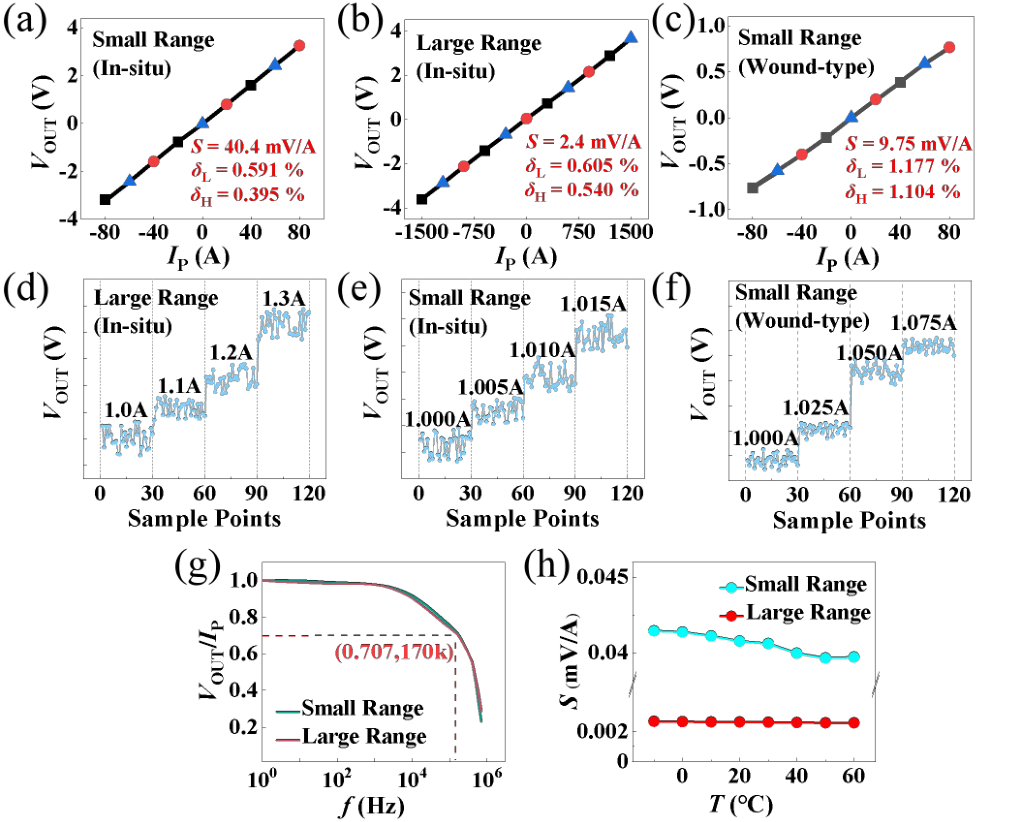 (a)
Small Range
(In-situ)
S = 40.4 mV/A
δL = 0.591 %
δH = 0.395 %
VOUT (V)
4
2
0
-2
-4
-80 -40 0 40 80
IP (A)
(b)
Large Range
(In-situ)
S = 2.4 mV/A
δL = 0.605 %
δH = 0.540 %
VOUT (V)
4
2
0
-2
-4
-1500 -750 0 750 1500
IP (A)
(c)
Small Range
(Wound-type)
S = 9.75 mV/A
δL = 1.177 %
δH = 1.104 %
VOUT (V)
1.0
0.5
0.0
-0.5
-1.0
-80 -40 0 40 80
IP (A)
(d)
Large Range
(In-situ)
1.3A
1.2A
1.1A
1.0A
VOUT (V)
0 30 60 90 120
Sample Points
(e)
Small Range
(In-situ)
1.015A
1.010A
1.005A
1.000A
VOUT (V)
0 30 60 90 120
Sample Points
(f)
Small Range
(Wound-type)
1.075A
1.050A
1.025A
1.000A
VOUT (V)
0 30 60 90 120
Sample Points
(g)
VOUT/IP
1.0
0.8
0.6
0.4
0.2
(0.707,170k)
Small Range
Large Range
10⁰ 10² 10⁴ 10⁶
f (Hz)
(h)
S (mV/A)
0.045
0.04
0.002
0
Small Range
Large Range
0 20 40 60
T (°C)